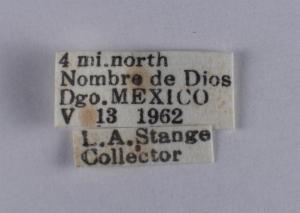 4 mi.north
Nombre de Dios
Dgo.MEXICO
V 13 1962
L.A.Stange
Collector